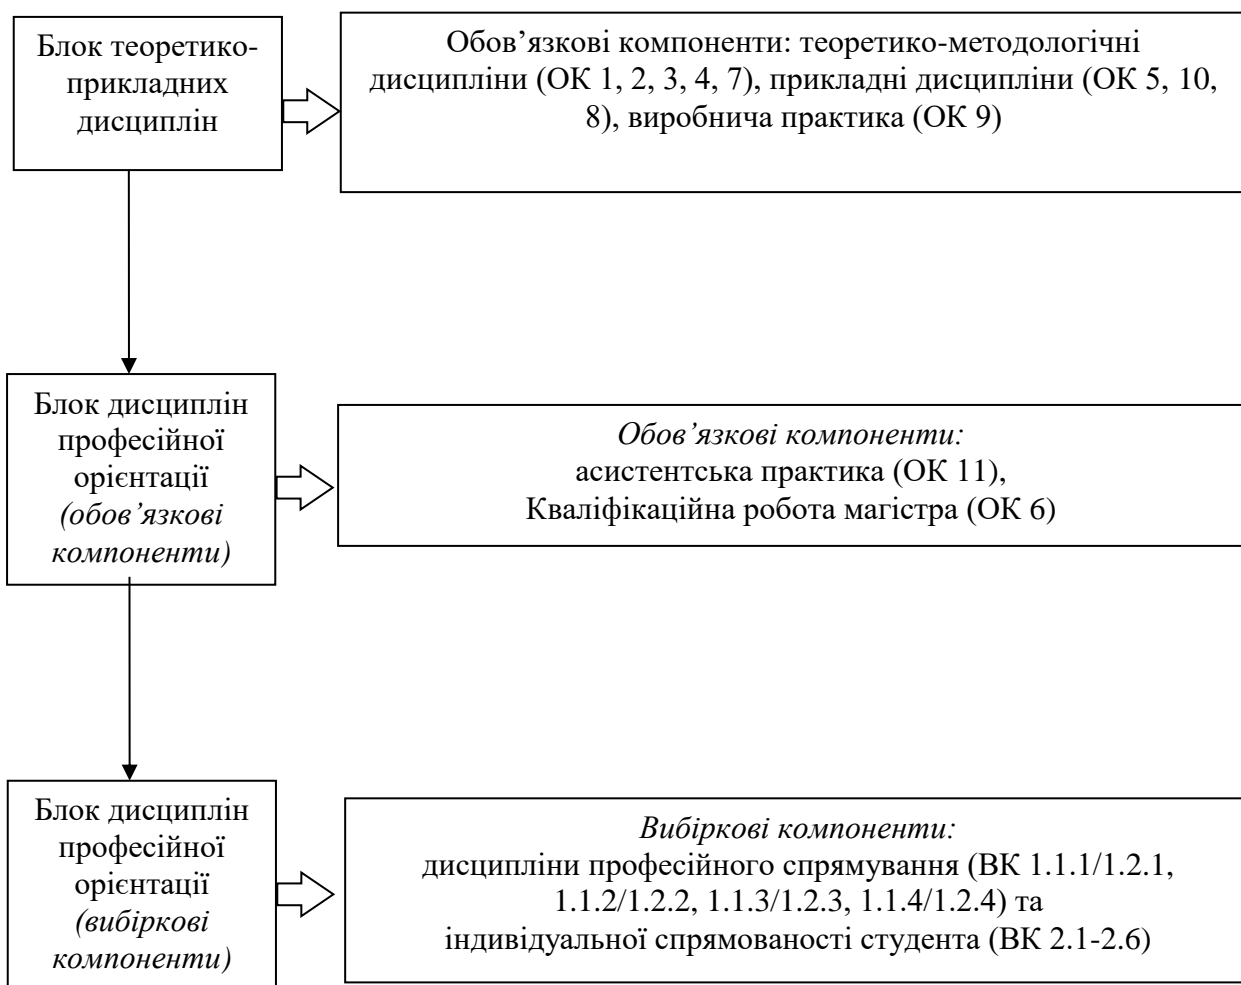 Блок теоретико-
прикладних
дисциплін
Обов’язкові компоненти: теоретико-методологічні
дисципліни (ОК 1, 2, 3, 4, 7), прикладні дисципліни (ОК 5, 10,
8), виробнича практика (ОК 9)
Блок дисциплін
професійної
орієнтації
(обов’язкові
компоненти)
Обов’язкові компоненти:
асистентська практика (ОК 11),
Кваліфікаційна робота магістра (ОК 6)
Блок дисциплін
професійної
орієнтації
(вибіркові
компоненти)
Вибіркові компоненти:
дисципліни професійного спрямування (ВК 1.1.1/1.2.1,
1.1.2/1.2.2, 1.1.3/1.2.3, 1.1.4/1.2.4) та
індивідуальної спрямованості студента (ВК 2.1-2.6)